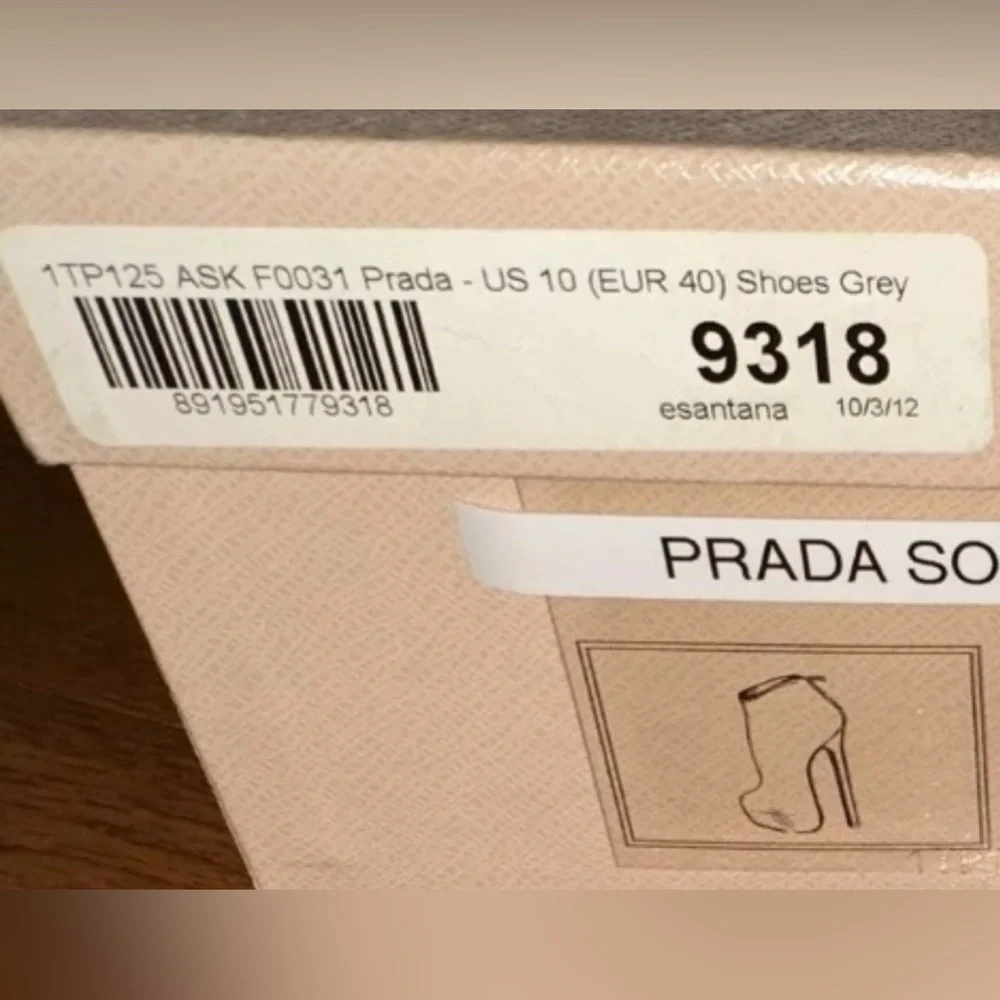 1TP125 ASK F0031 Prada - US 10 (EUR 40) Shoes Grey
9318
891951779318
esantana 10/3/12
PRADA SO